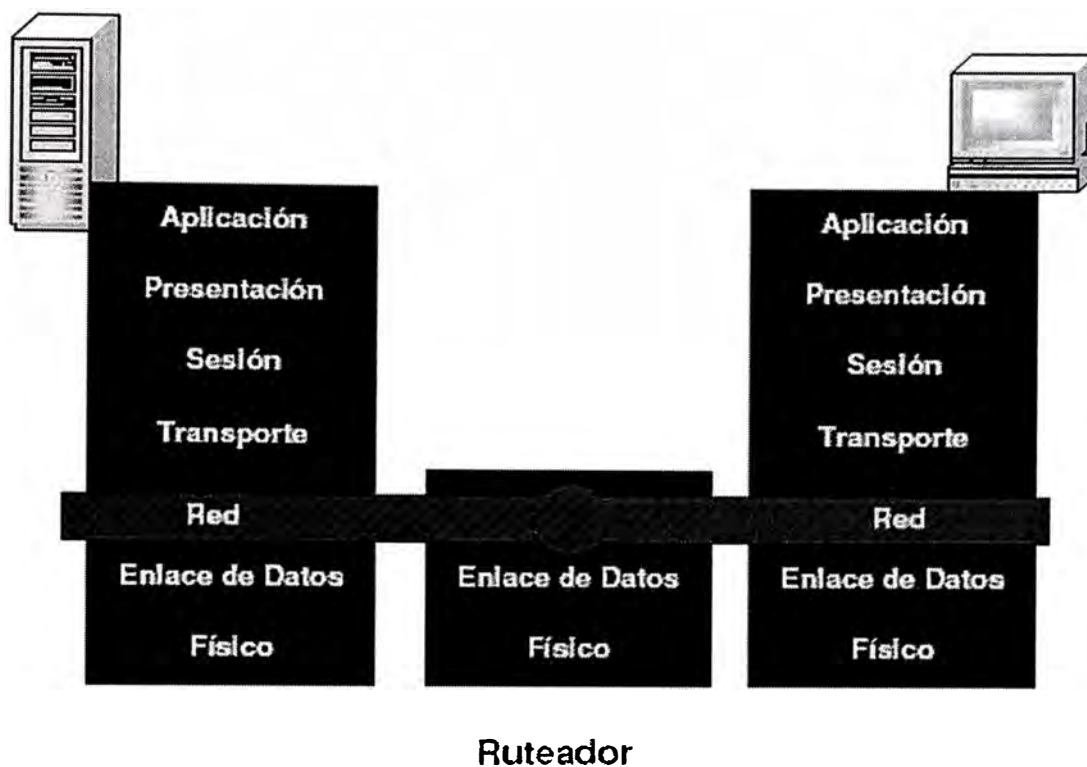 Aplicación
Presentación
Sesión
Transporte
Red
Enlace de Datos
Físico
Enlace de Datos
Físico
Aplicación
Presentación
Sesión
Transporte
Red
Enlace de Datos
Físico
Ruteador